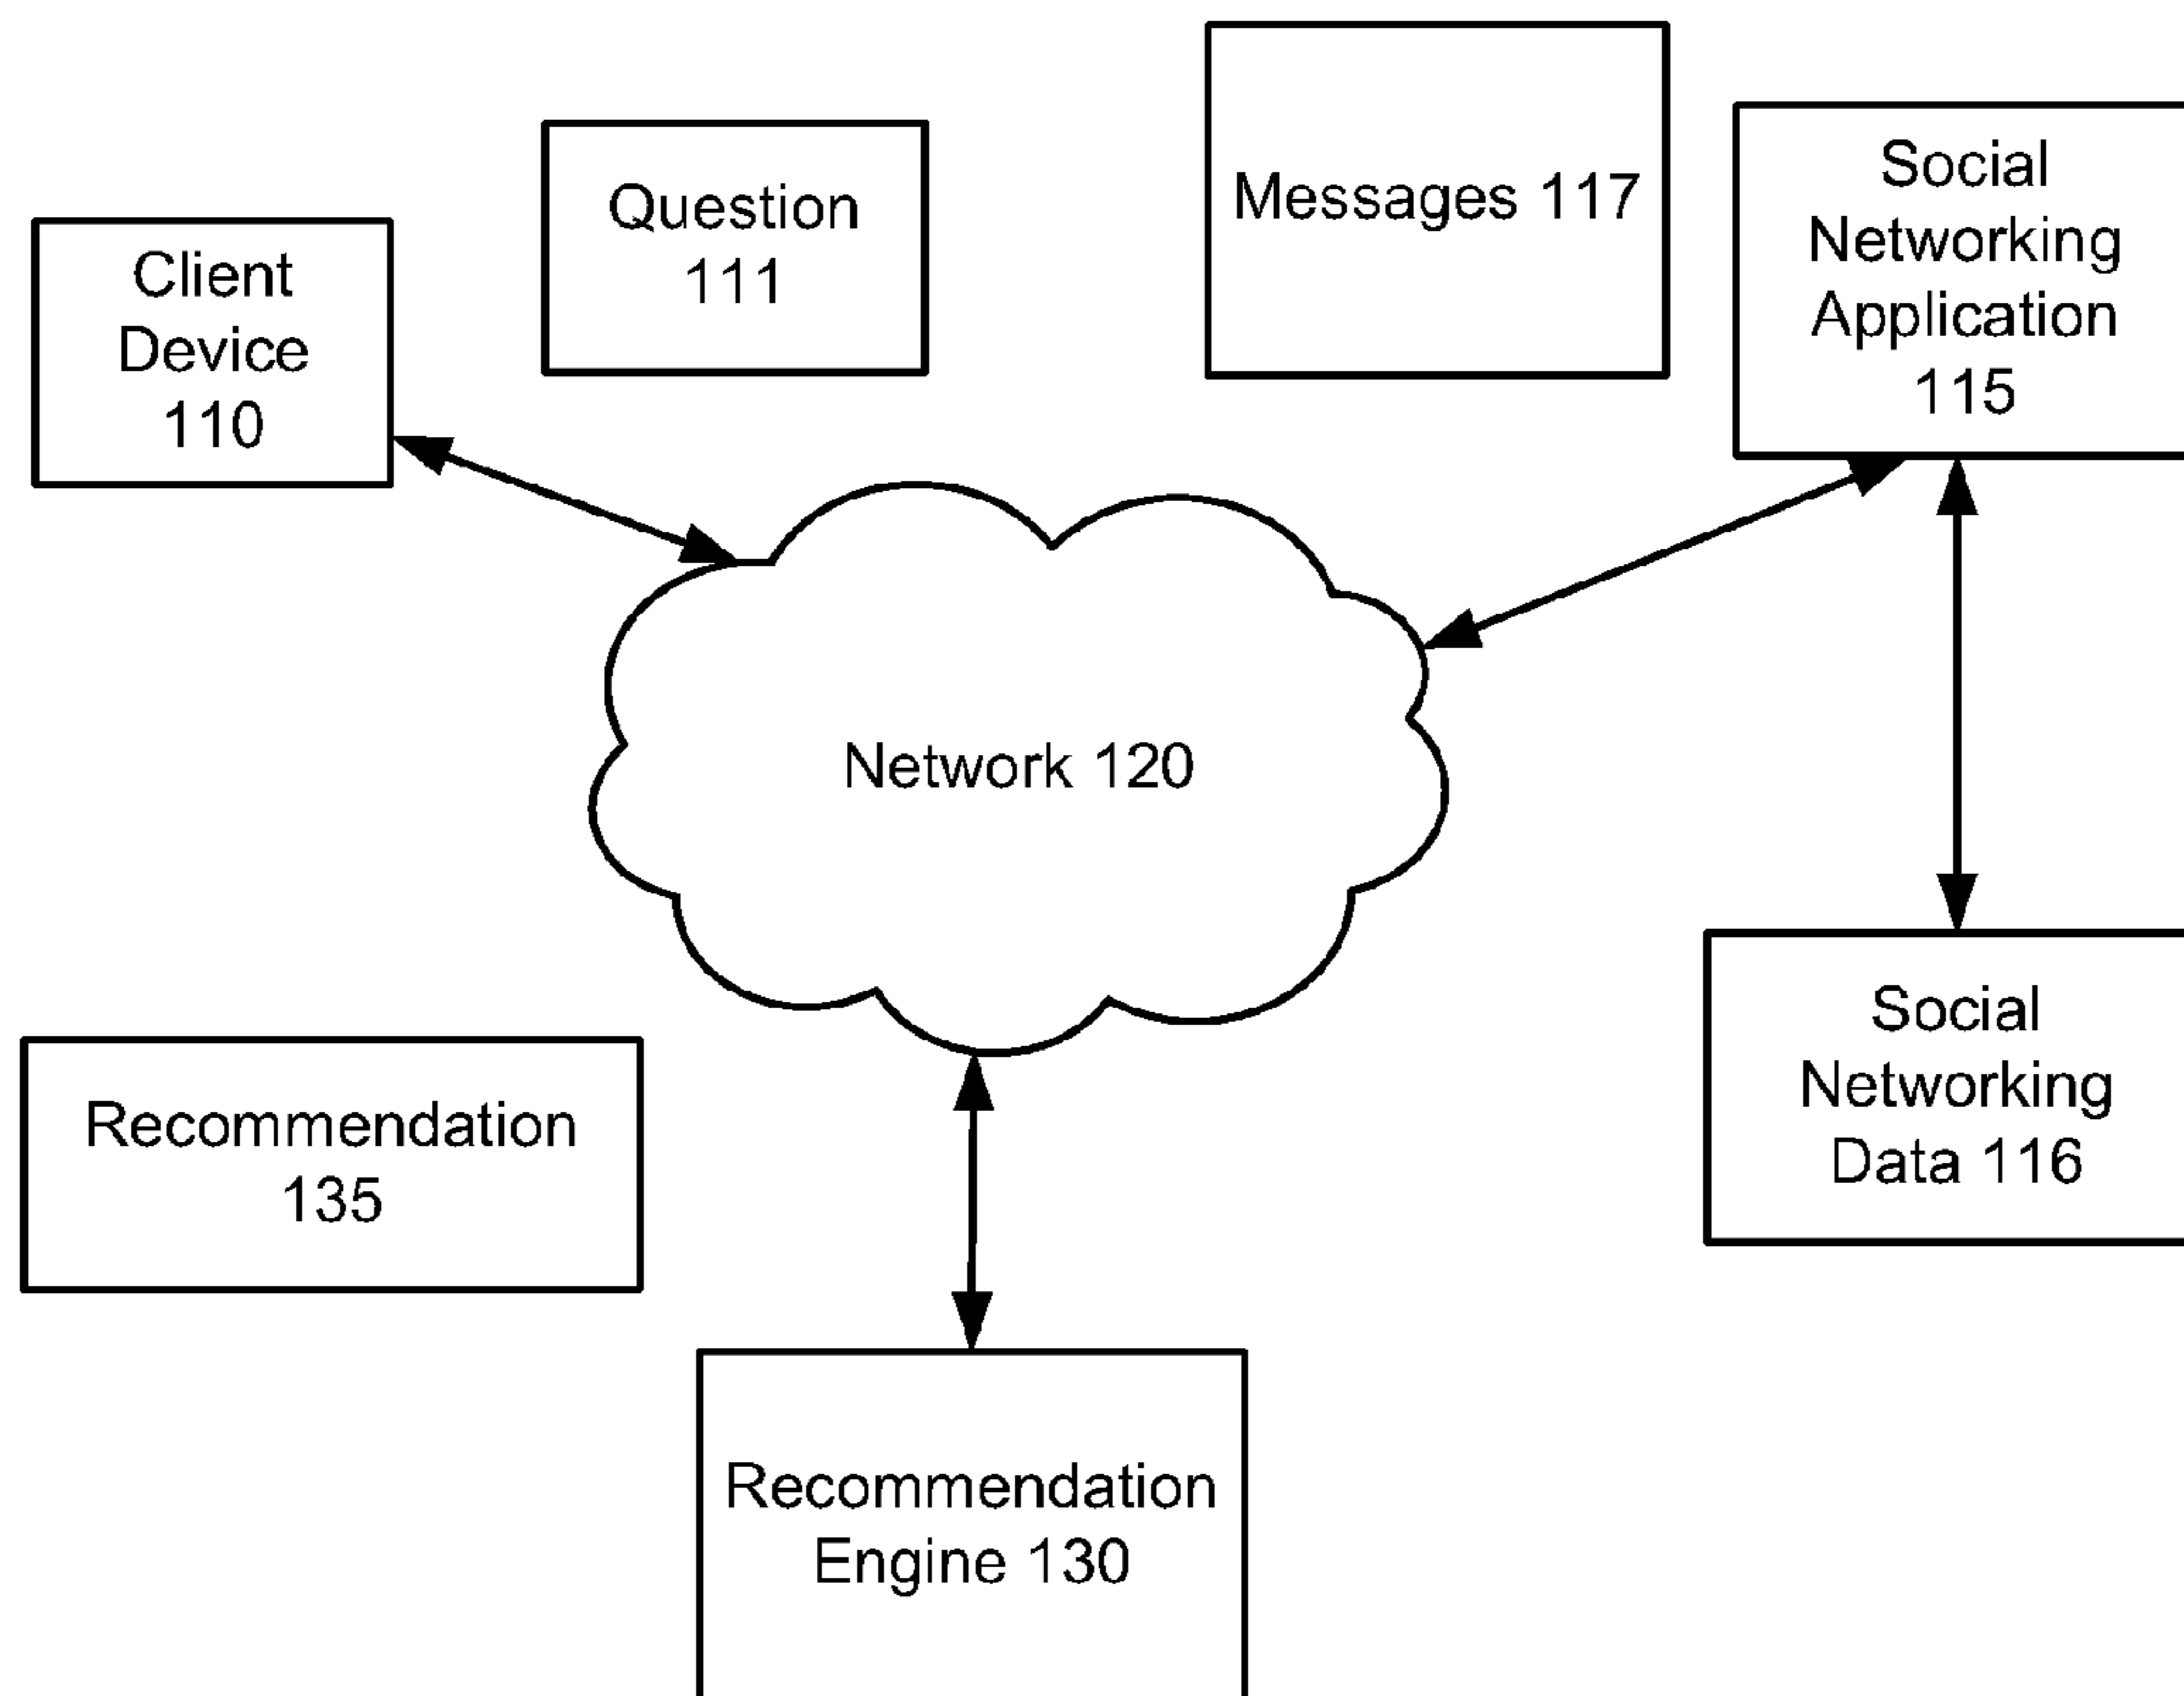 Messages 117
Social
Networking
Application
115
Question
111
Client
Device
110
Network 120
Social
Networking
Data 116
Recommendation
135
Recommendation
Engine 130